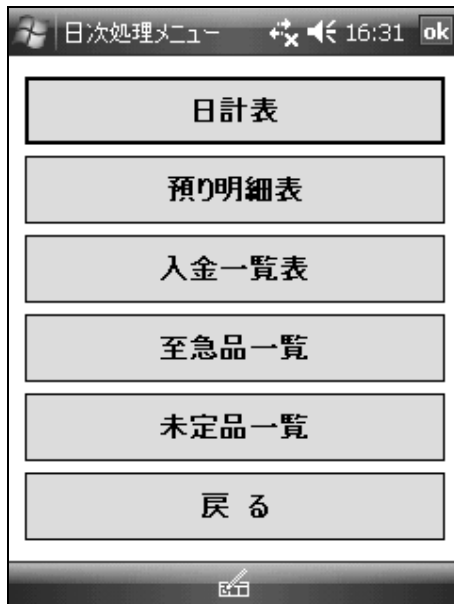 日次処理メニュー 16:31 ok
日計表
預り明細表
入金一覧表
至急品一覧
未定品一覧
戻 る